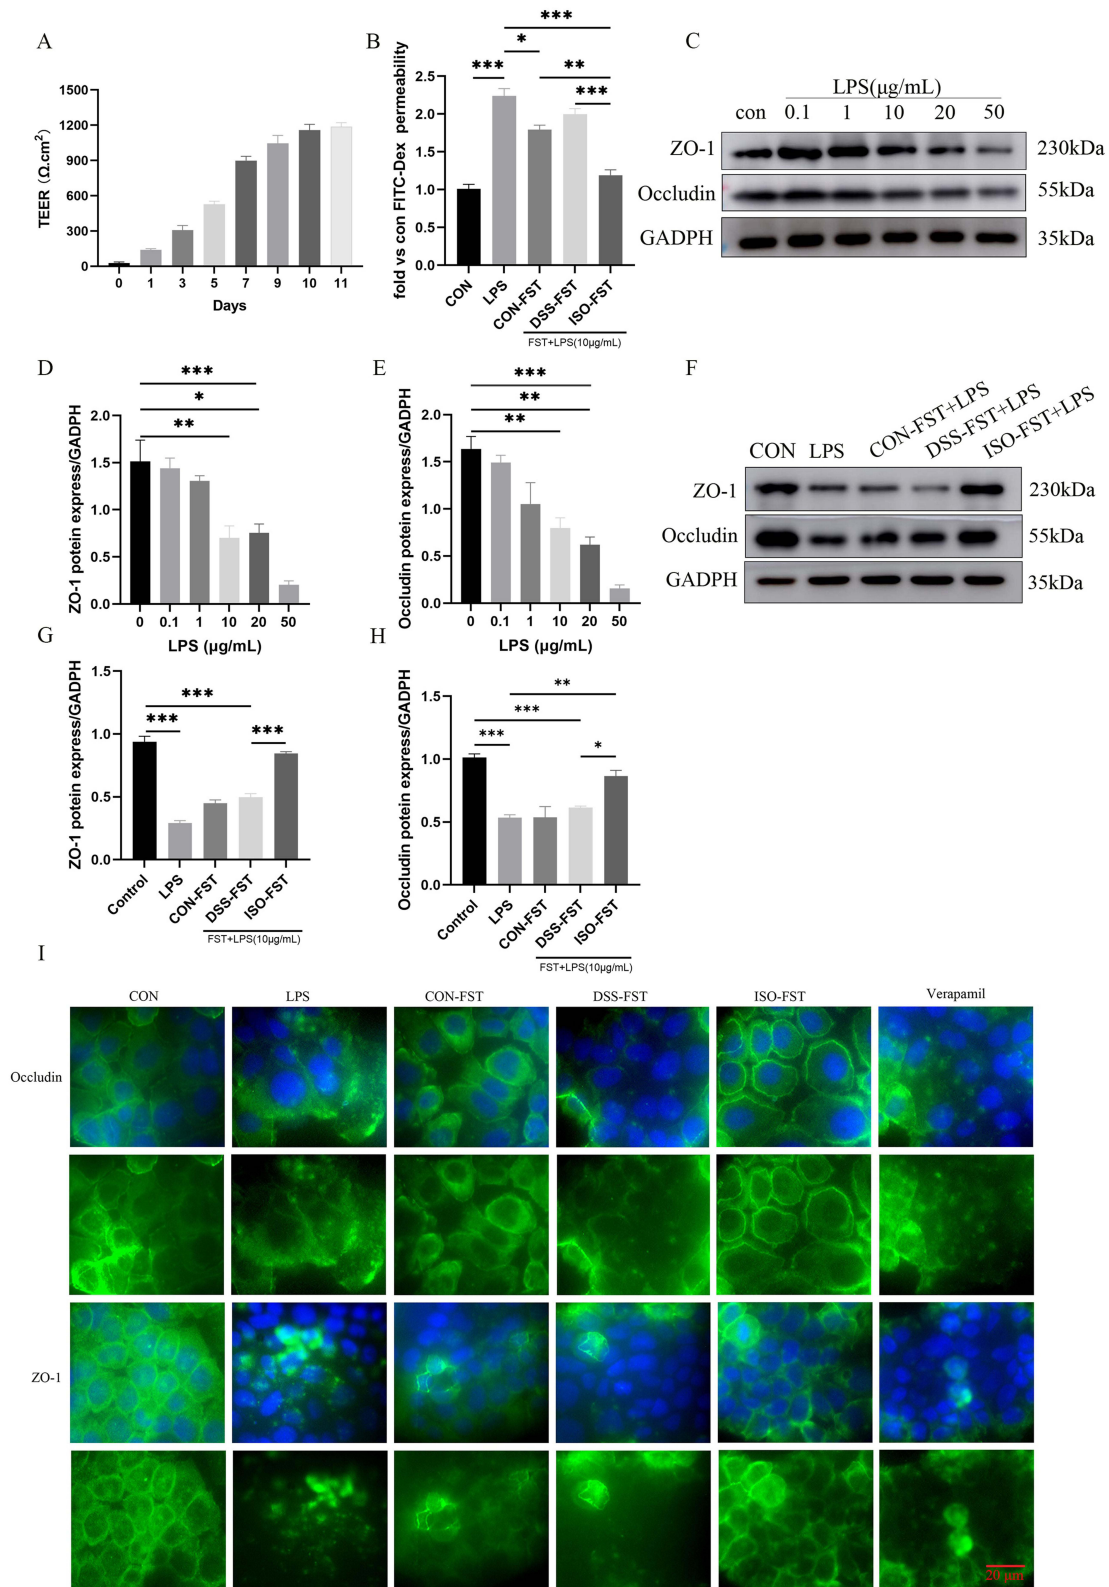 A
TEER (Ω.cm²)
1500
1200
900
600
300
0
0 1 3 5 7 9 10 11
Days
B
fold vs con FITC-Dex permeability
2.5
2.0
1.5
1.0
0.5
0.0
***
*
**
***
***
CON LPS CON-FST DSS-FST ISO-FST
FST+LPS(10μg/mL)
C
LPS(μg/mL)
con 0.1 1 10 20 50
ZO-1 230kDa
Occludin 55kDa
GADPH 35kDa
D
ZO-1 potein express/GADPH
2.0
1.5
1.0
0.5
0.0
***
*
**
0 0.1 1 10 20 50
LPS (μg/mL)
E
Occludin potein express/GADPH
2.0
1.5
1.0
0.5
0.0
***
**
**
0 0.1 1 10 20 50
LPS (μg/mL)
F
CON LPS CON-FST+LPS DSS-FST+LPS ISO-FST+LPS
ZO-1 230kDa
Occludin 55kDa
GADPH 35kDa
G
ZO-1 potein express/GADPH
1.5
1.0
0.5
0.0
***
***
***
Control LPS CON-FST DSS-FST ISO-FST
FST+LPS(10μg/mL)
H
Occludin potein express/GADPH
1.5
1.0
0.5
0.0
**
***
***
*
Control LPS CON-FST DSS-FST ISO-FST
FST+LPS(10μg/mL)
I
CON LPS CON-FST DSS-FST ISO-FST Verapamil
Occludin
ZO-1
20 μm